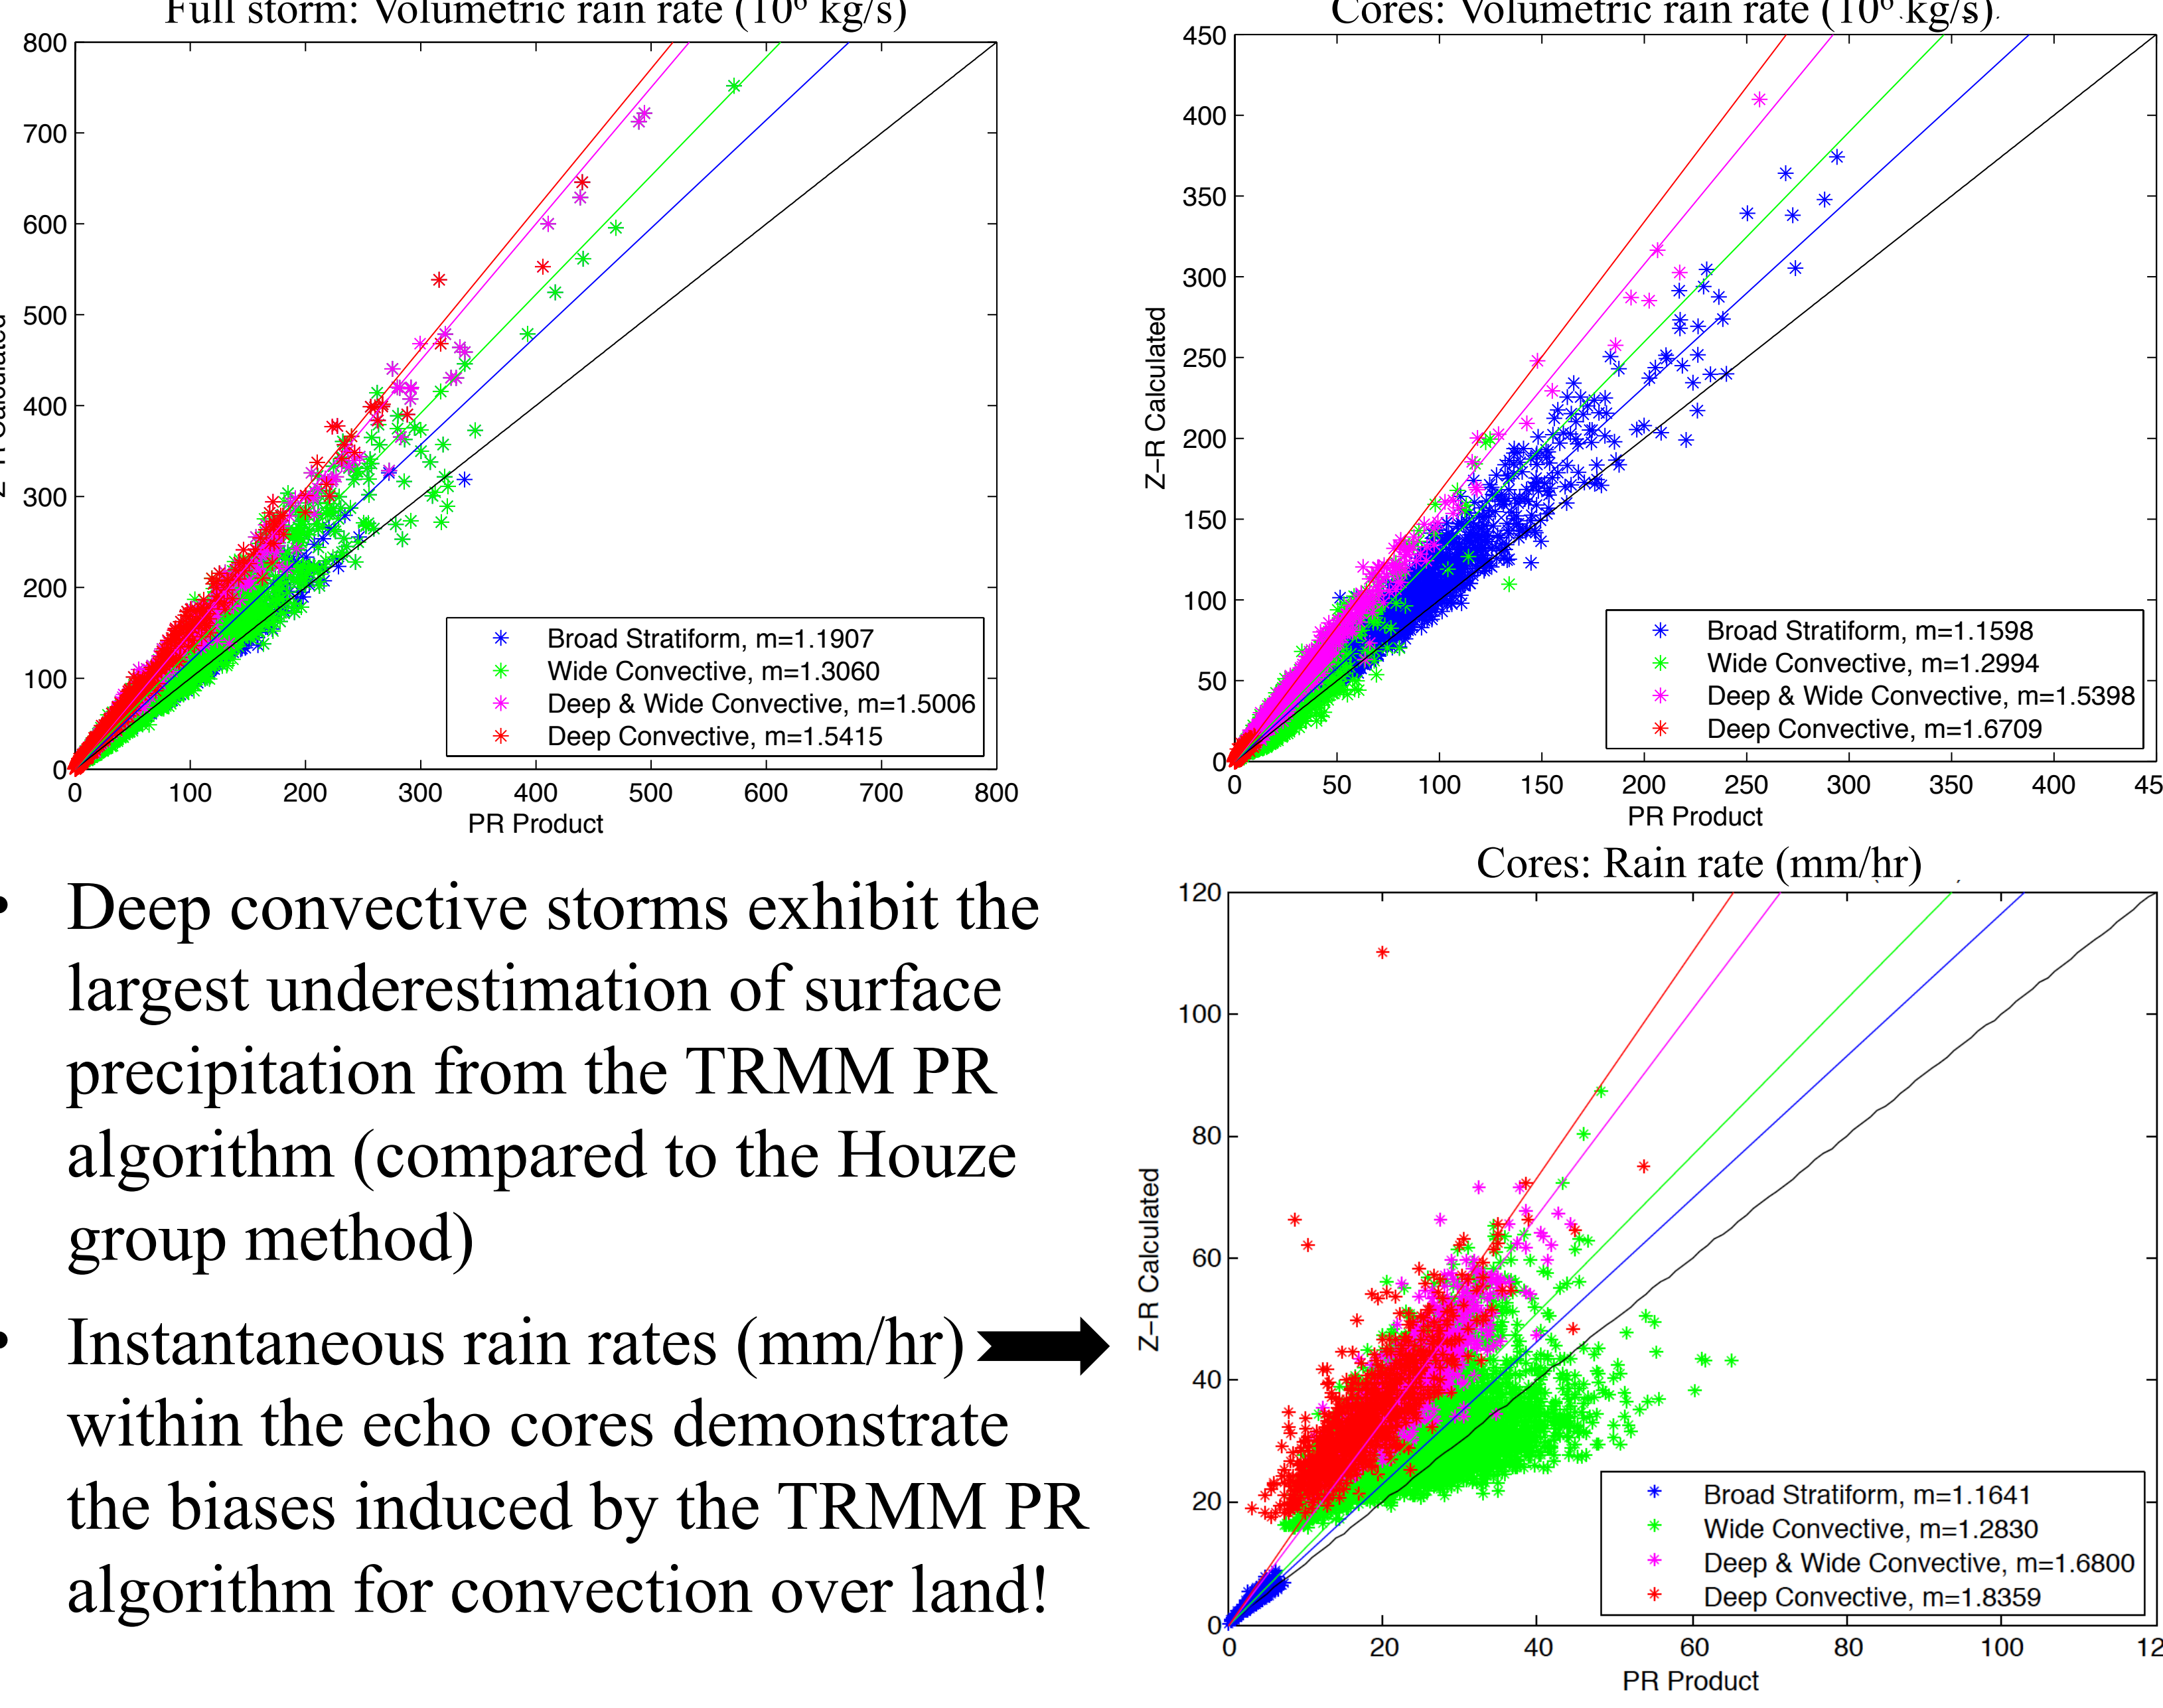 Full storm: Volumetric rain rate (10⁶ kg/s)
800
700
600
500
400
300
200
100
0
0 100 200 300 400 500 600 700 800
PR Product
Broad Stratiform, m=1.1907
Wide Convective, m=1.3060
Deep & Wide Convective, m=1.5006
Deep Convective, m=1.5415
Cores: Volumetric rain rate (10⁶ kg/s)
Z–R Calculated
450
400
350
300
250
200
150
100
50
0
0 50 100 150 200 250 300 350 400 45
PR Product
Broad Stratiform, m=1.1598
Wide Convective, m=1.2994
Deep & Wide Convective, m=1.5398
Deep Convective, m=1.6709
• Deep convective storms exhibit the
largest underestimation of surface
precipitation from the TRMM PR
algorithm (compared to the Houze
group method)
• Instantaneous rain rates (mm/hr)
within the echo cores demonstrate
the biases induced by the TRMM PR
algorithm for convection over land!
Cores: Rain rate (mm/hr)
Z–R Calculated
120
100
80
60
40
20
0
0 20 40 60 80 100 12
PR Product
Broad Stratiform, m=1.1641
Wide Convective, m=1.2830
Deep & Wide Convective, m=1.6800
Deep Convective, m=1.8359